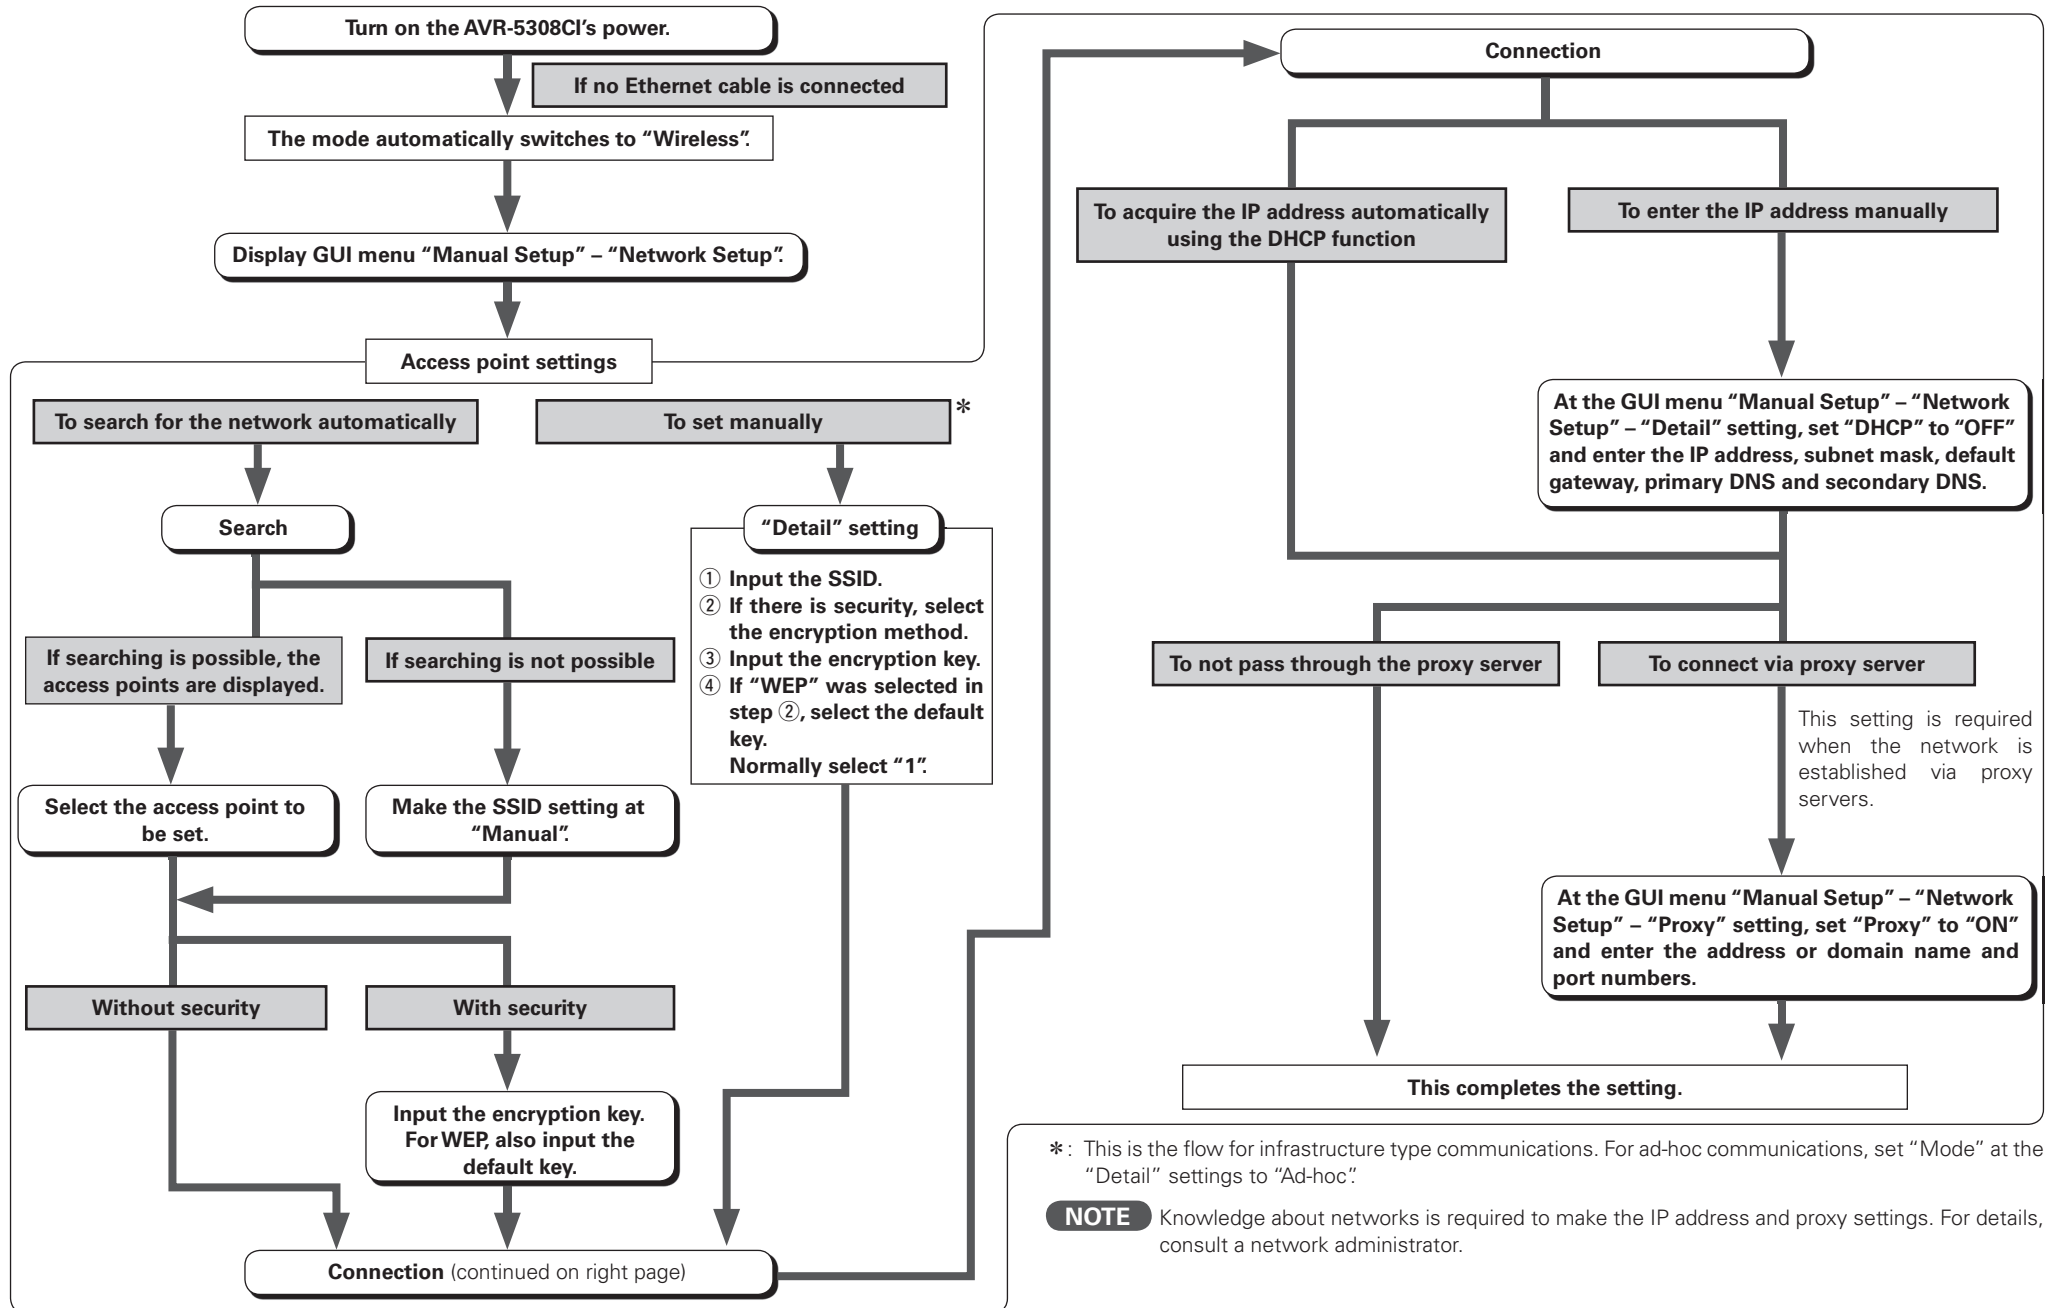 Turn on the AVR-5308CI's power.
If no Ethernet cable is connected
The mode automatically switches to “Wireless”.
Display GUI menu “Manual Setup” – “Network Setup”.
Access point settings
To search for the network automatically
To set manually *
Search
“Detail” setting
① Input the SSID.
② If there is security, select
the encryption method.
③ Input the encryption key.
④ If “WEP” was selected in
step ②, select the default
key.
Normally select “1”.
If searching is possible, the
access points are displayed.
If searching is not possible
Select the access point to
be set.
Make the SSID setting at
“Manual”.
Without security
With security
Input the encryption key.
For WEP, also input the
default key.
Connection (continued on right page)
Connection
To acquire the IP address automatically
using the DHCP function
To enter the IP address manually
At the GUI menu “Manual Setup” – “Network
Setup” – “Detail” setting, set “DHCP” to “OFF”
and enter the IP address, subnet mask, default
gateway, primary DNS and secondary DNS.
To not pass through the proxy server
To connect via proxy server
This setting is required
when the network is
established via proxy
servers.
At the GUI menu “Manual Setup” – “Network
Setup” – “Proxy” setting, set “Proxy” to “ON”
and enter the address or domain name and
port numbers.
This completes the setting.
* : This is the flow for infrastructure type communications. For ad-hoc communications, set “Mode” at the
“Detail” settings to “Ad-hoc”.
NOTE Knowledge about networks is required to make the IP address and proxy settings. For details,
consult a network administrator.